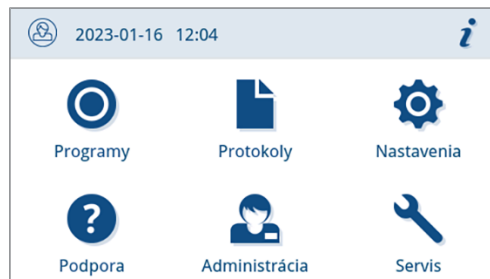 2023-01-16 12:04 i
Programy Protokoly Nastavenia
Podpora Administrácia Servis